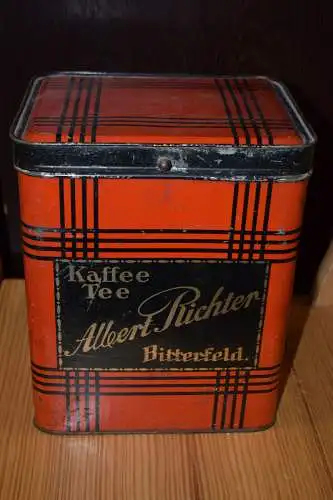 Kaffee
Tee
Albert Richter
Bitterfeld.